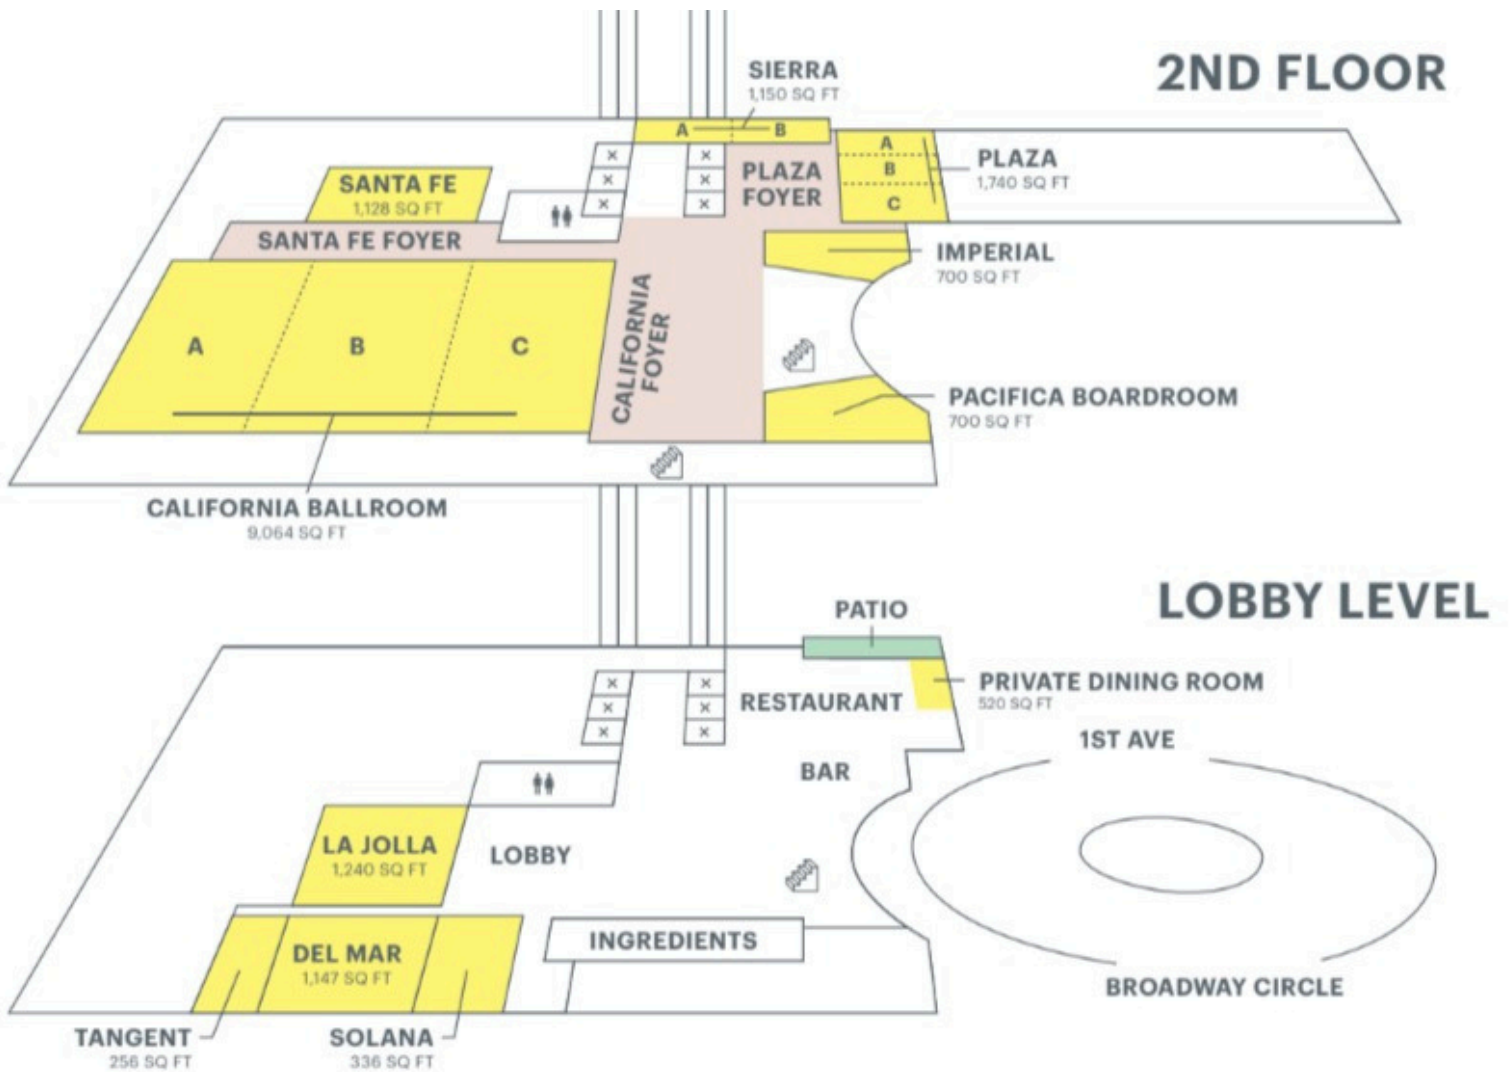 2ND FLOOR
SIERRA
1,150 SQ FT
A B
PLAZA
FOYER
A
B
C
PLAZA
1,740 SQ FT
SANTA FE
1,128 SQ FT
SANTA FE FOYER
IMPERIAL
700 SQ FT
A B C
CALIFORNIA
FOYER
PACIFICA BOARDROOM
700 SQ FT
CALIFORNIA BALLROOM
9,064 SQ FT
LOBBY LEVEL
PATIO
PRIVATE DINING ROOM
520 SQ FT
RESTAURANT
1ST AVE
BAR
LA JOLLA
1,240 SQ FT
LOBBY
INGREDIENTS
DEL MAR
1,147 SQ FT
BROADWAY CIRCLE
TANGENT
256 SQ FT
SOLANA
336 SQ FT